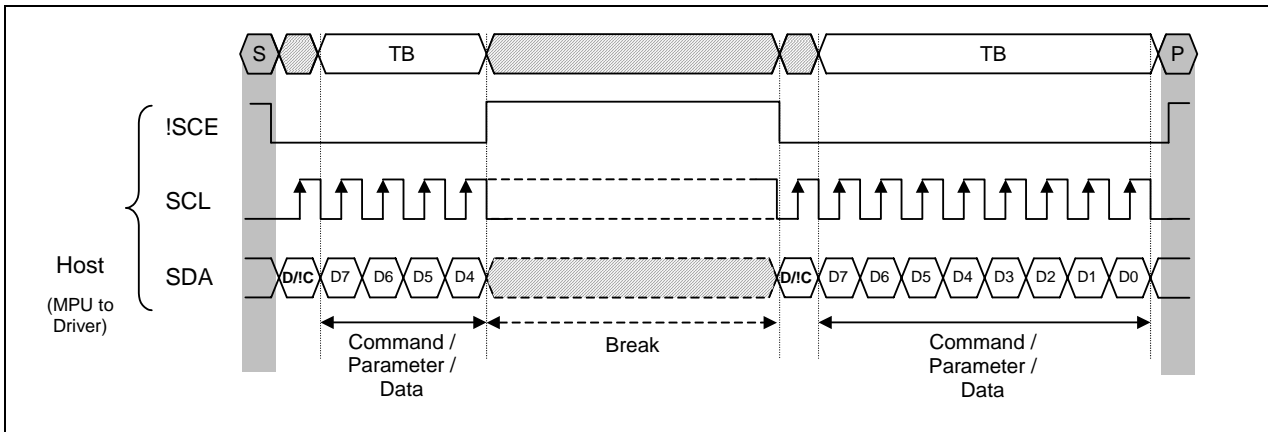 S TB TB P
!SCE
SCL
Host
(MPU to
Driver)
SDA D/!C D7 D6 D5 D4 D/!C D7 D6 D5 D4 D3 D2 D1 D0
Command /
Parameter /
Data
Break
Command /
Parameter /
Data